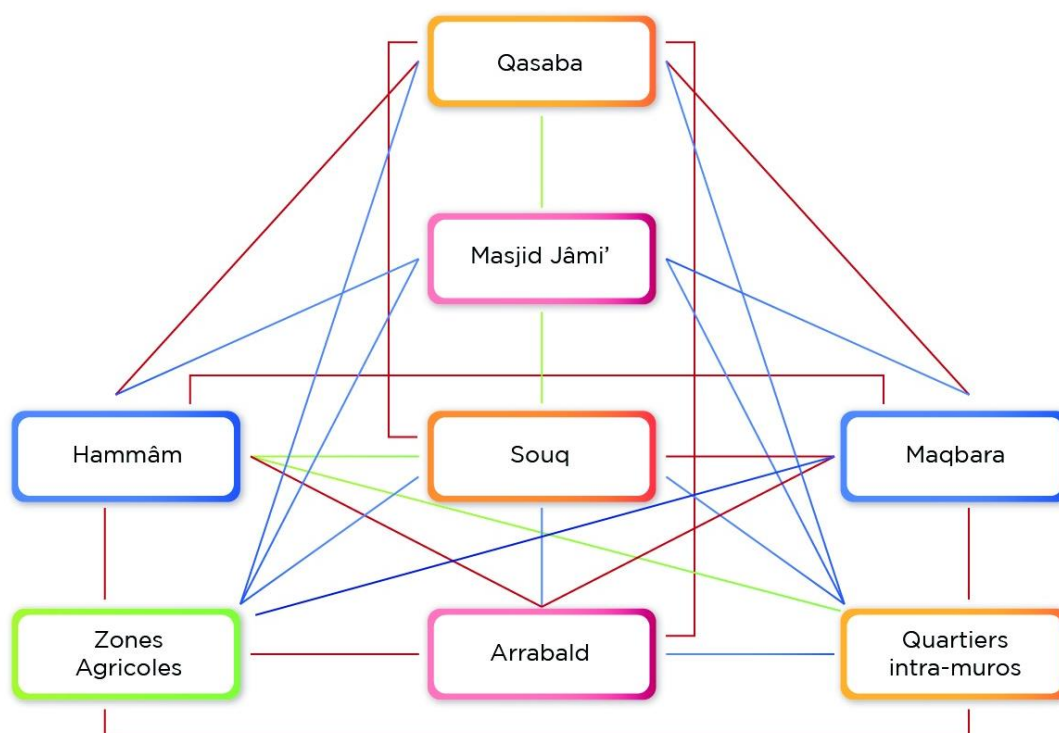 Qasaba
Masjid Jâmi’
Hammâm
Souq
Maqbara
Zones
Agricoles
Arrabald
Quartiers
intra-muros